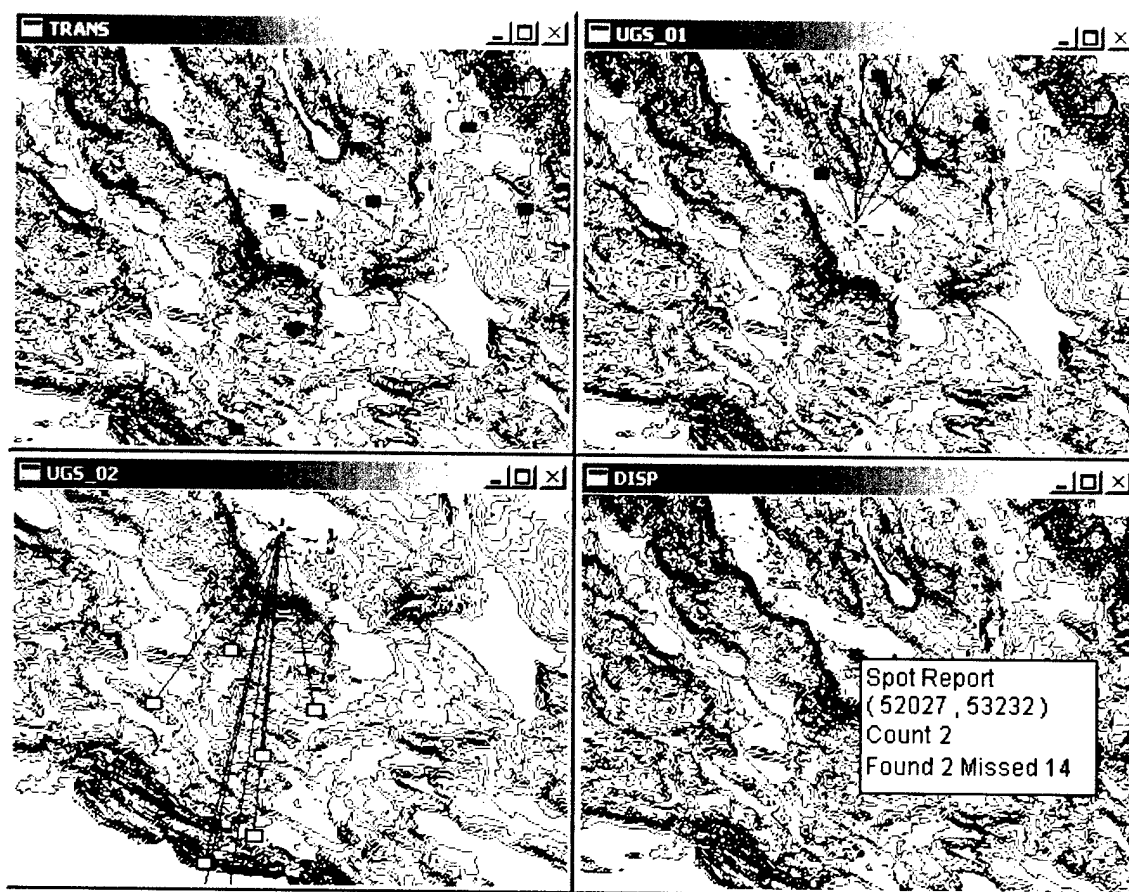 TRANS
UGS_01
UGS_02
DISP
Spot Report
(52027 , 53232)
Count 2
Found 2 Missed 14